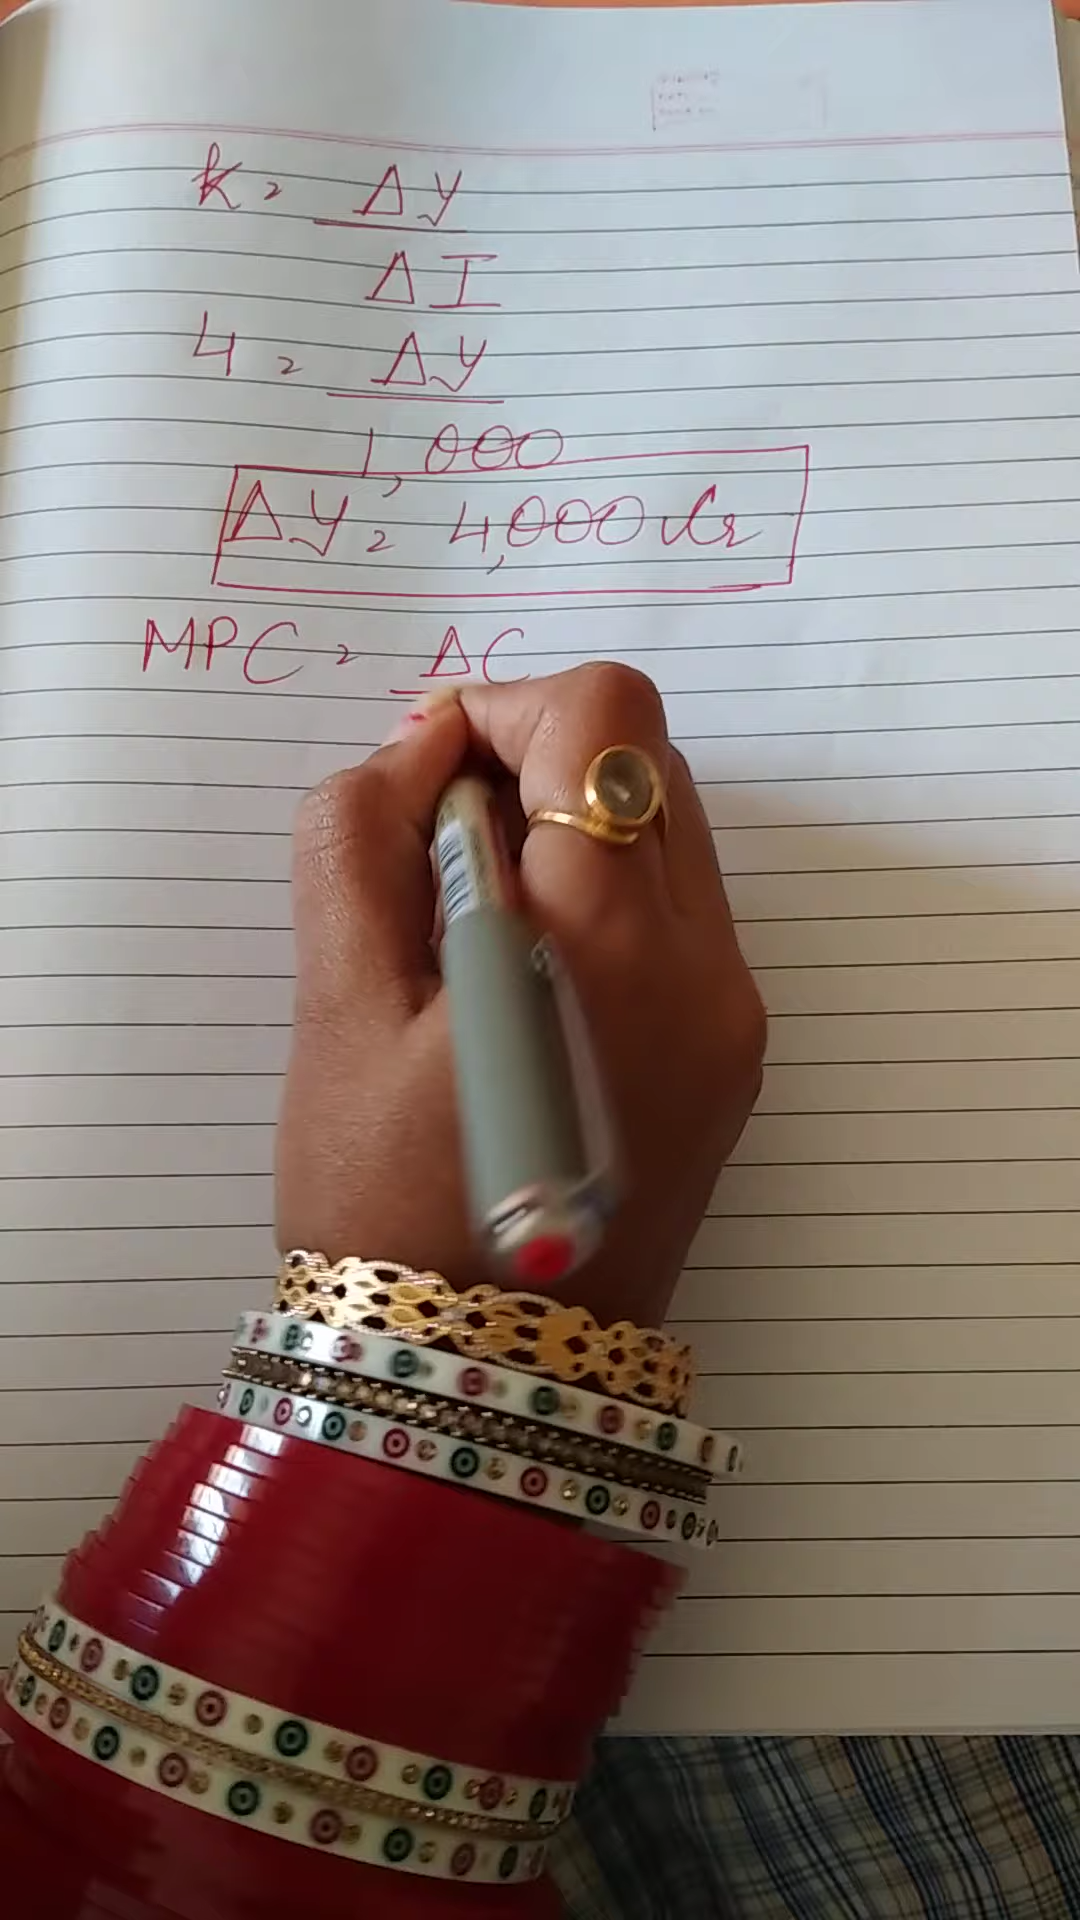 K = ΔY
ΔI
4 = ΔY
1,000
ΔY = 4,000 Cr
MPC = ΔC